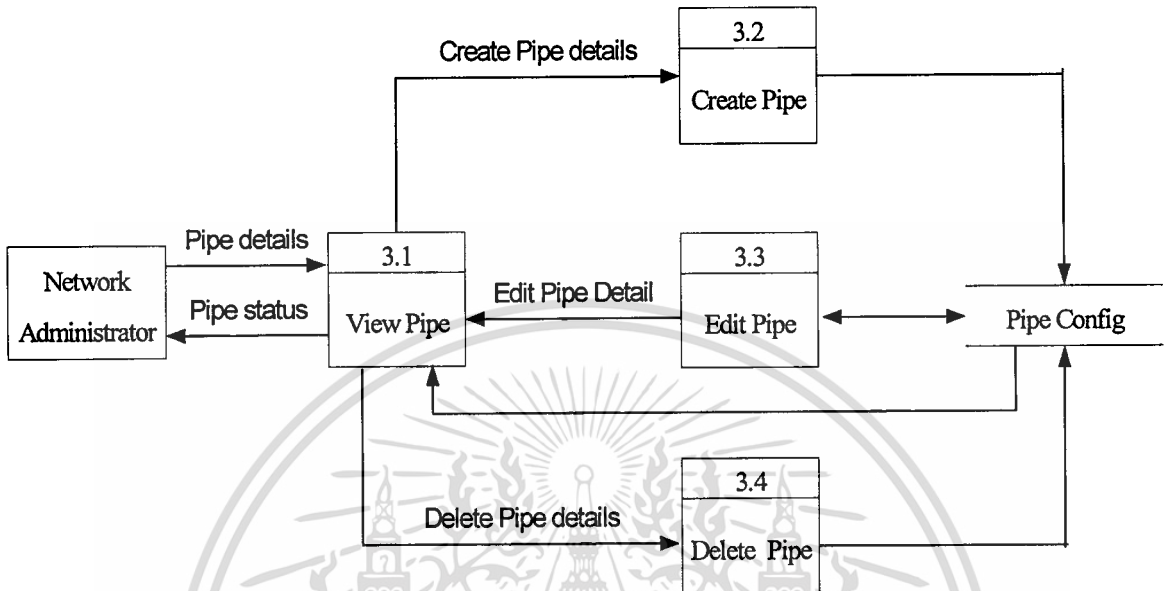 3.2
Create Pipe details
Create Pipe
Pipe details
3.1
3.3
Network
Administrator
Edit Pipe Detail
Pipe status
View Pipe
Edit Pipe
Pipe Config
3.4
Delete Pipe details
Delete Pipe